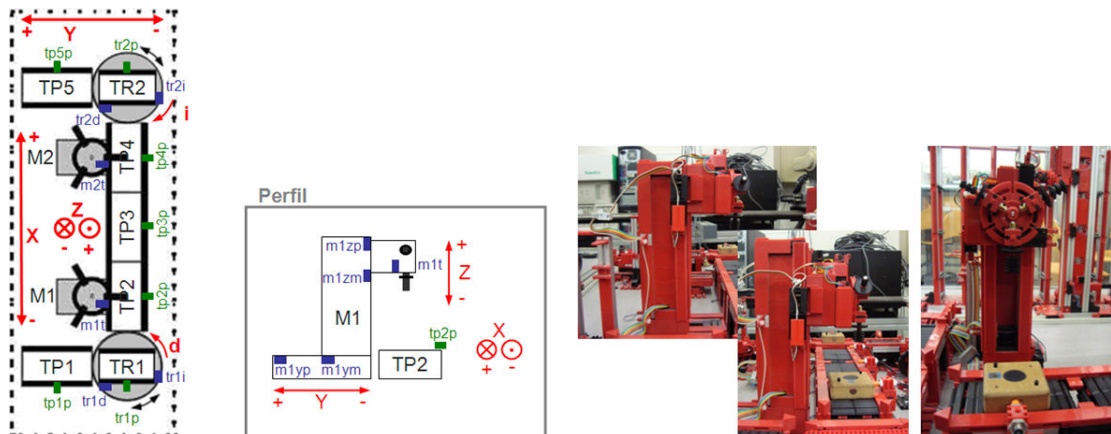 + Y -
tr2p
tp5p
TP5
TR2
tr2i
tr2d
i
+
M2
TP4
tp4p
m2t
Z
X
- +
TP3
tp3p
M1
TP2
tp2p
-
m1t
d
TP1
TR1
tr1i
tp1p
tr1d
tr1p
Perfil
m1zp
+
m1t
Z
m1zm
-
M1
tp2p
X
TP2
+ -
m1yp
m1ym
+ Y -